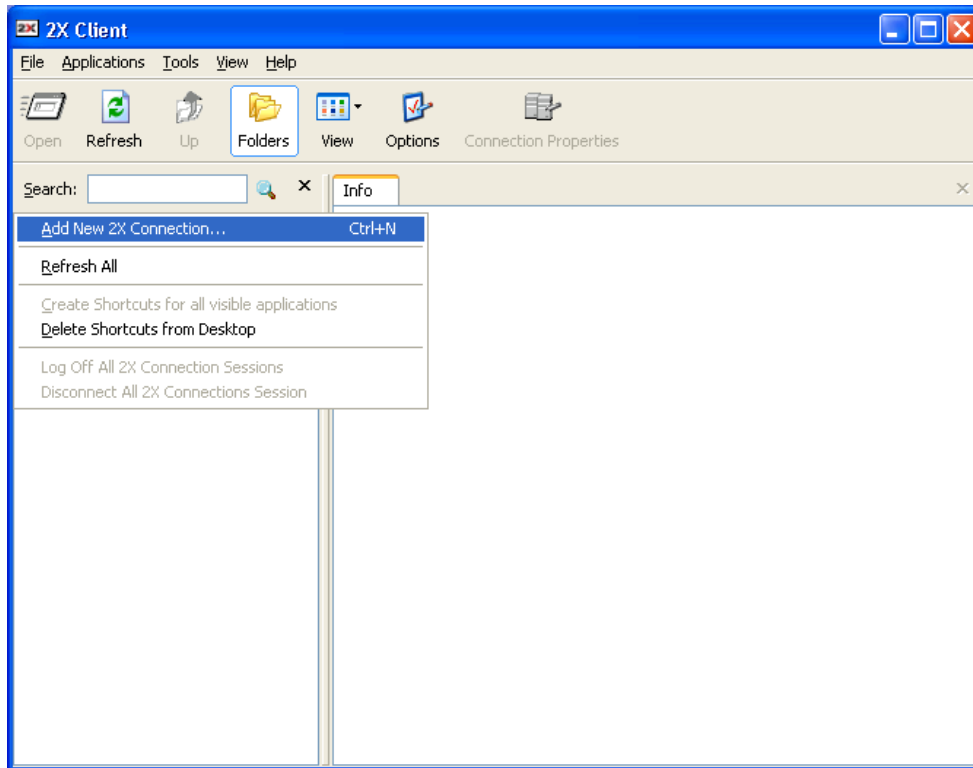 2X 2X Client
File Applications Tools View Help
Open Refresh Up Folders View Options Connection Properties
Search: Info
Add New 2X Connection... Ctrl+N
Refresh All
Create Shortcuts for all visible applications
Delete Shortcuts from Desktop
Log Off All 2X Connection Sessions
Disconnect All 2X Connections Session